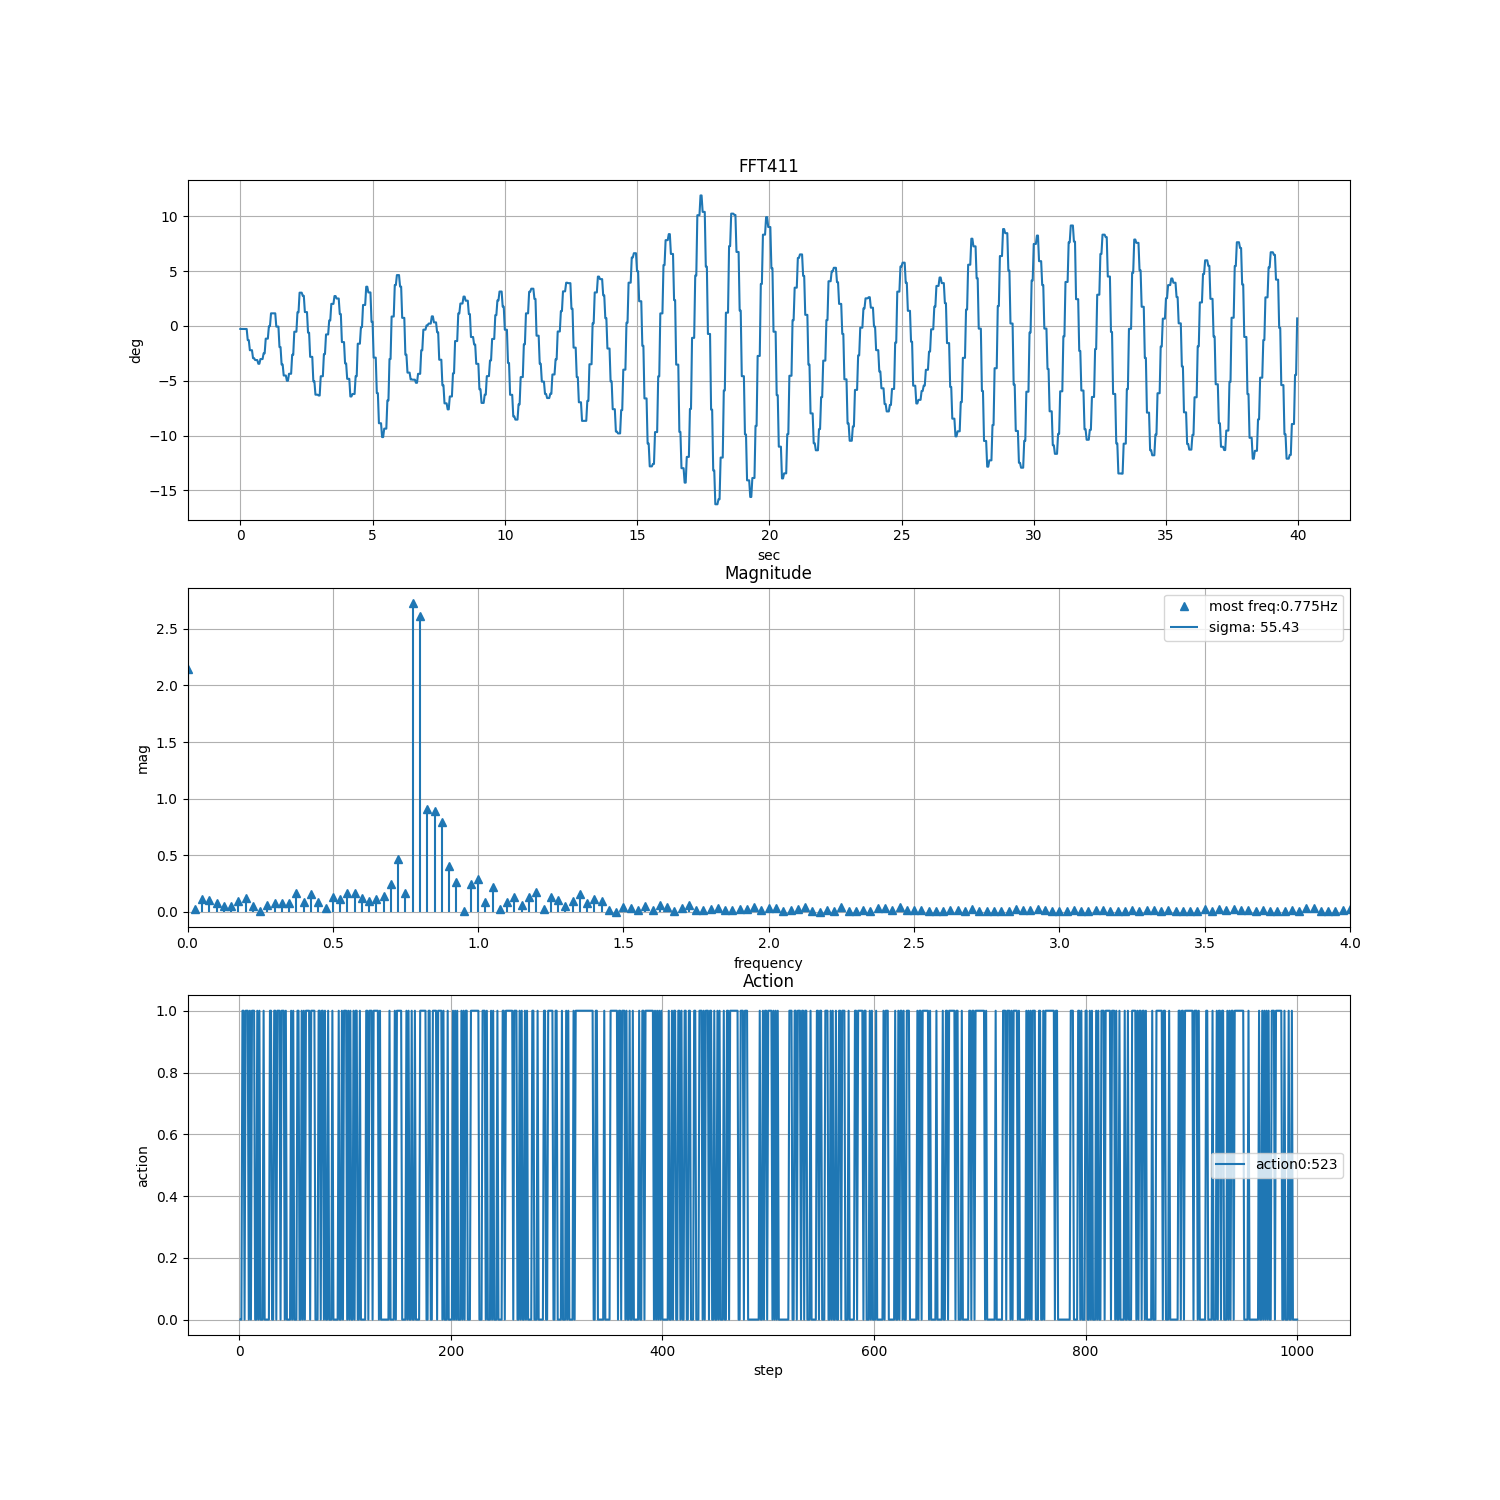 FFT411
10
5
0
−5
−10
−15
deg
0 5 10 15 20 25 30 35 40
sec
Magnitude
most freq:0.775Hz
sigma: 55.43
2.5
2.0
1.5
1.0
0.5
0.0
mag
0.0 0.5 1.0 1.5 2.0 2.5 3.0 3.5 4.0
frequency
Action
1.0
0.8
0.6
0.4
0.2
0.0
action
action0:523
0 200 400 600 800 1000
step